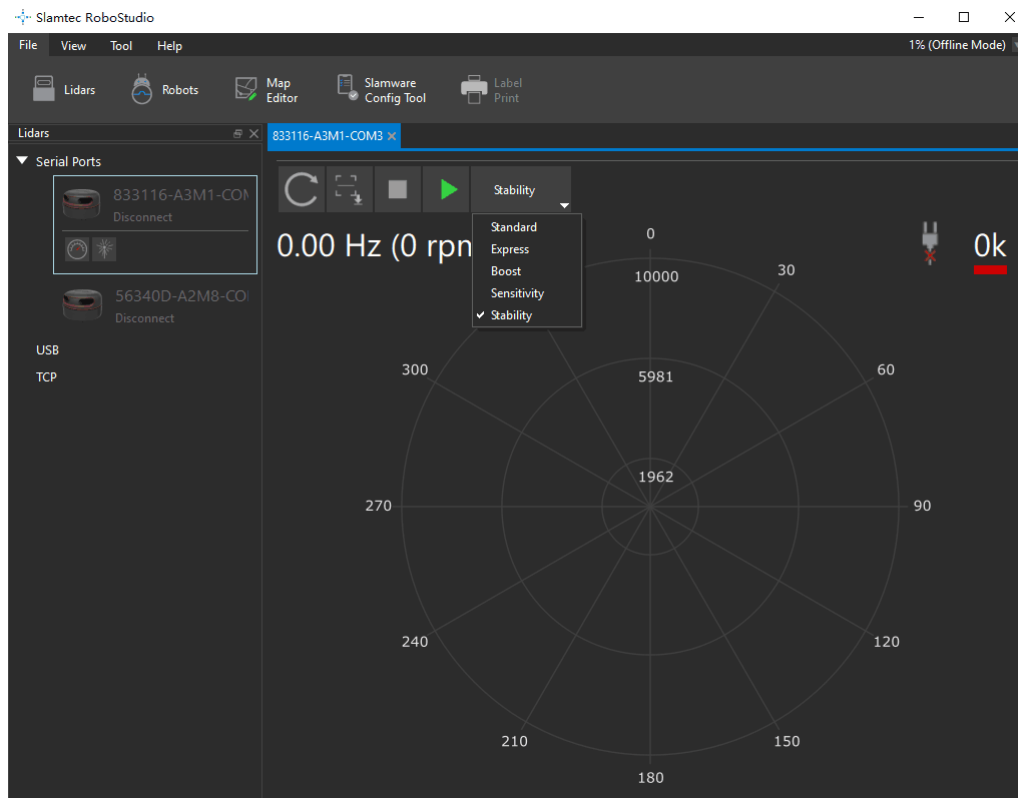 Slamtec RoboStudio
File View Tool Help 1% (Offline Mode)
Lidars Robots Map Editor Slamware Config Tool Label Print
Lidars
833116-A3M1-COM3
Serial Ports
833116-A3M1-COM
Disconnect
56340D-A2M8-CO
Disconnect
USB
TCP
Stability
Standard
Express
Boost
Sensitivity
Stability
0.00 Hz (0 rpm
0k
0
10000
30
300
5981
60
1962
270
90
240
120
210
150
180